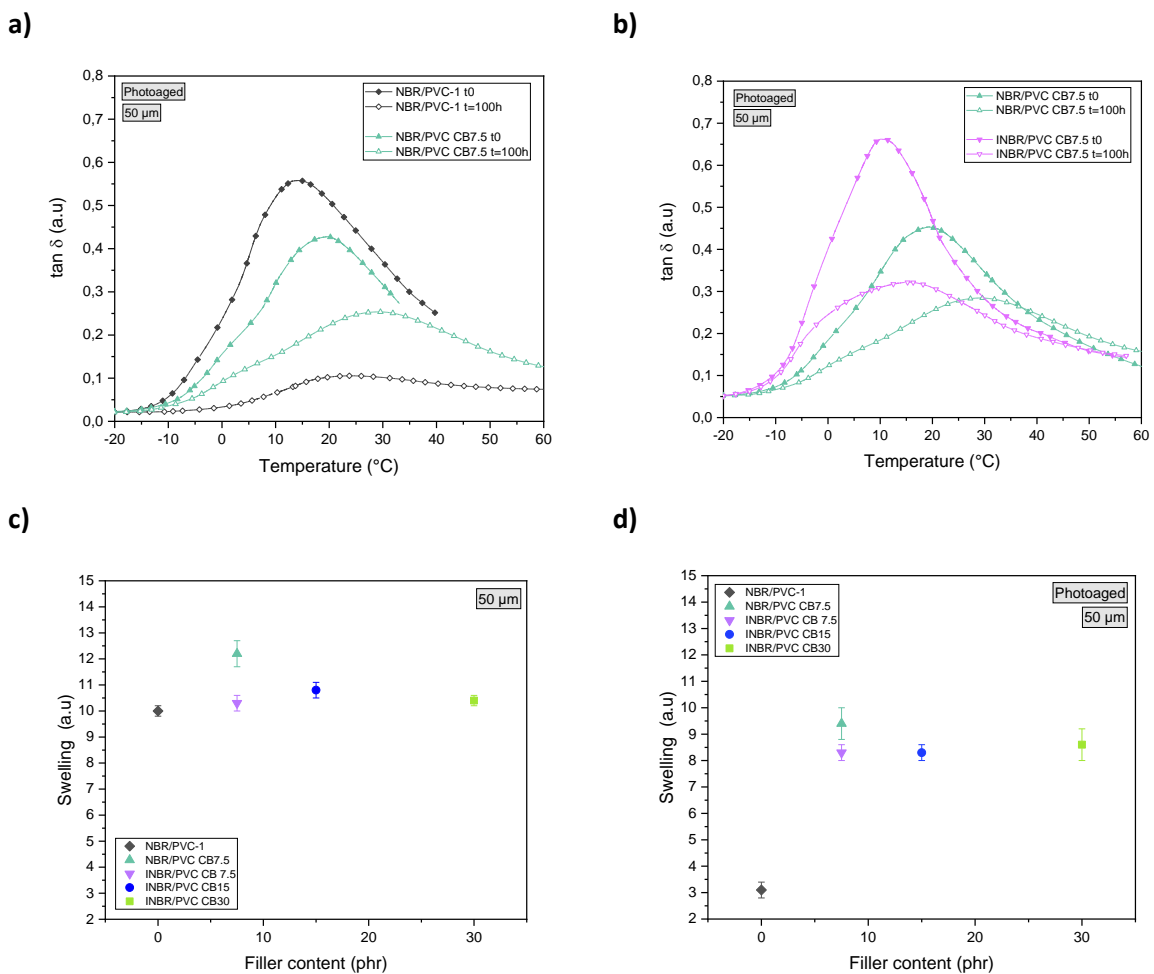 a)
0,8
0,7
0,6
0,5
0,4
0,3
0,2
0,1
0,0
tan δ (a.u)
Photoaged
50 µm
NBR/PVC-1 t0
NBR/PVC-1 t=100h
NBR/PVC CB7.5 t0
NBR/PVC CB7.5 t=100h
-20 -10 0 10 20 30 40 50 60
Temperature (°C)
b)
0,8
0,7
0,6
0,5
0,4
0,3
0,2
0,1
0,0
tan δ (a.u)
Photoaged
50 µm
NBR/PVC CB7.5 t0
NBR/PVC CB7.5 t=100h
INBR/PVC CB7.5 t0
INBR/PVC CB7.5 t=100h
-20 -10 0 10 20 30 40 50 60
Temperature (°C)
c)
15
14
13
12
11
10
9
8
7
6
5
4
3
2
Swelling (a.u)
50 µm
NBR/PVC-1
NBR/PVC CB7.5
INBR/PVC CB 7.5
INBR/PVC CB15
INBR/PVC CB30
0 10 20 30
Filler content (phr)
d)
15
14
13
12
11
10
9
8
7
6
5
4
3
2
Swelling (a.u)
NBR/PVC-1
NBR/PVC CB7.5
INBR/PVC CB 7.5
INBR/PVC CB15
INBR/PVC CB30
Photoaged
50 µm
0 10 20 30
Filler content (phr)